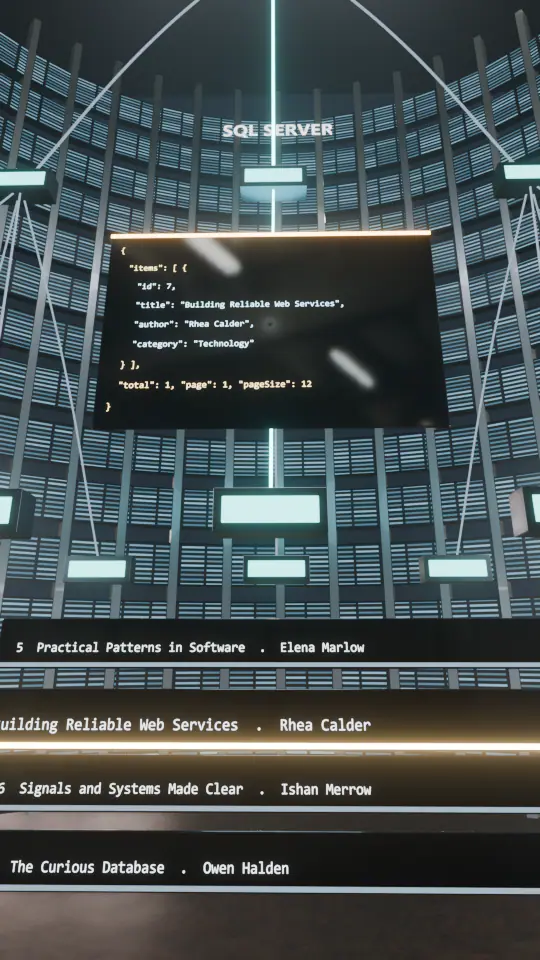 SQL SERVER
{
"items": [ {
"id": 7,
"title": "Building Reliable Web Services",
"author": "Rhea Calder",
"category": "Technology"
} ],
"total": 1, "page": 1, "pageSize": 12
}
5 Practical Patterns in Software . Elena Marlow
uilding Reliable Web Services . Rhea Calder
6 Signals and Systems Made Clear . Ishan Merrow
The Curious Database . Owen Halden